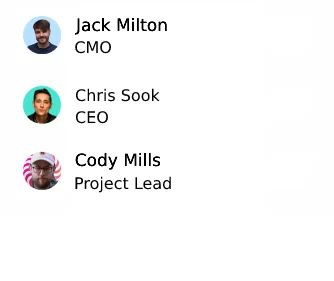 Jack Milton
CMO
Chris Sook
CEO
Cody Mills
Project Lead